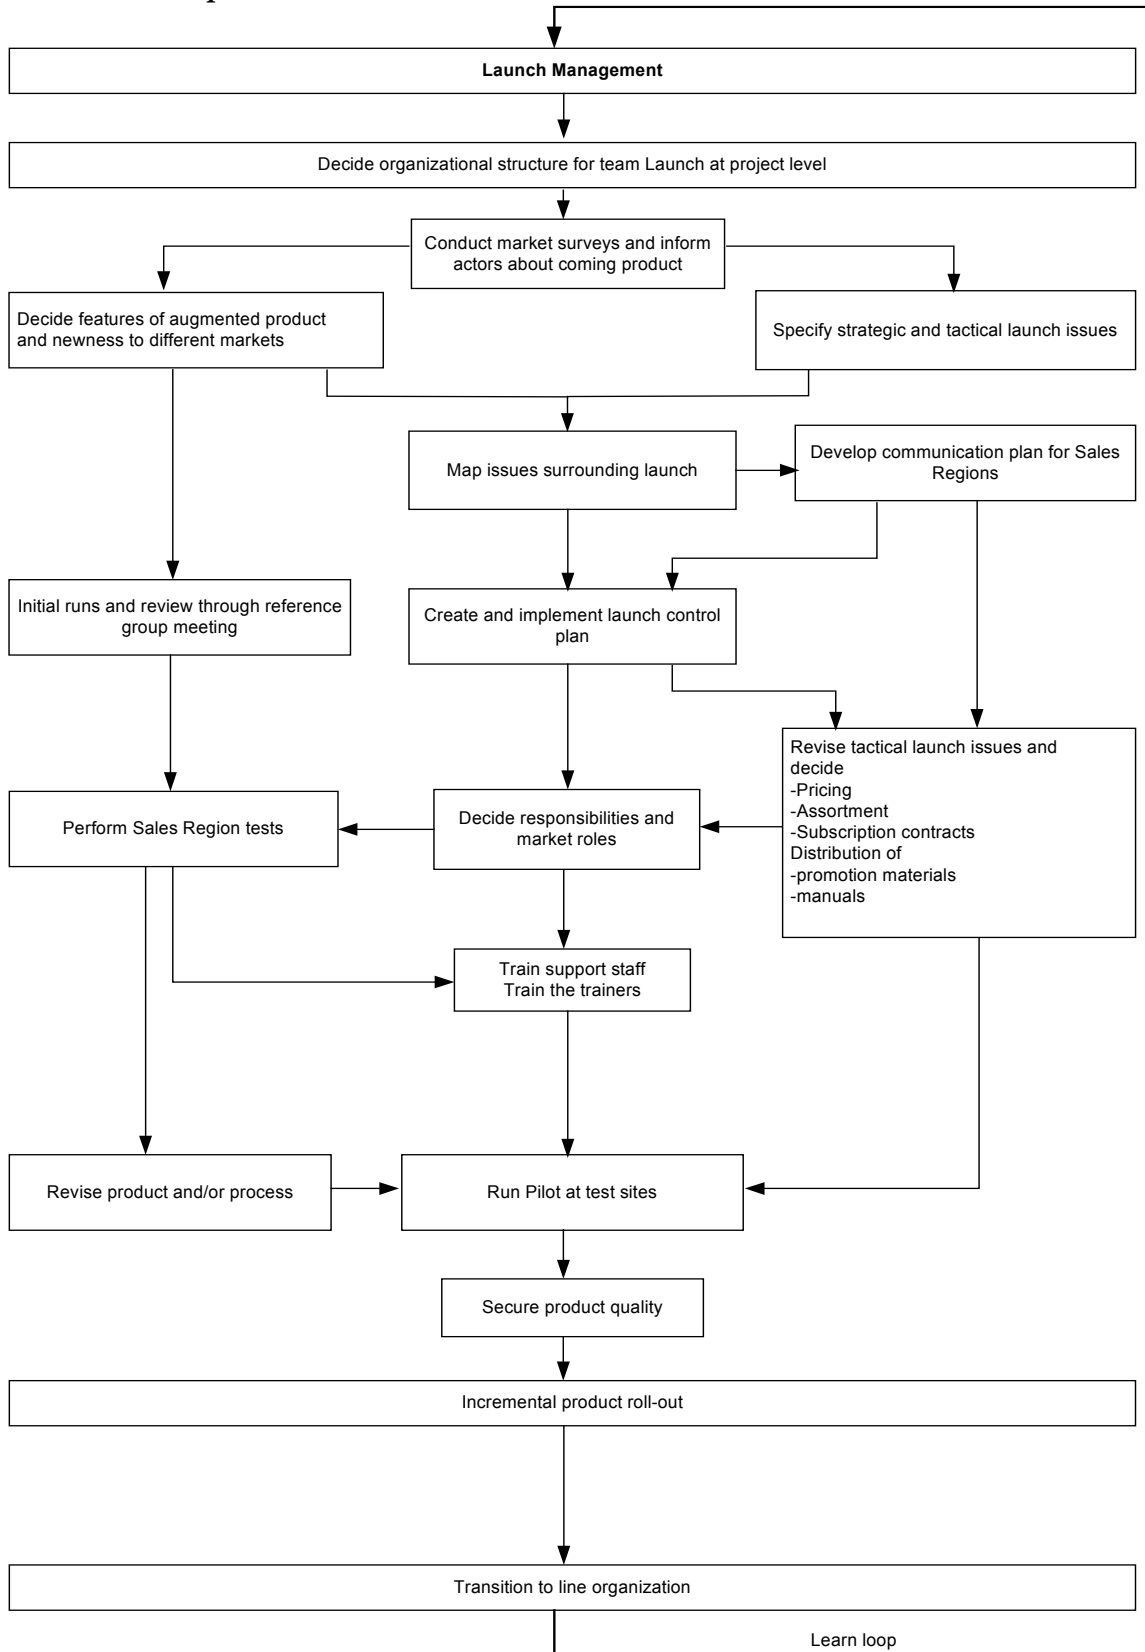 Launch Management
Decide organizational structure for team Launch at project level
Conduct market surveys and inform
actors about coming product
Decide features of augmented product
and newness to different markets
Specify strategic and tactical launch issues
Map issues surrounding launch
Develop communication plan for Sales
Regions
Initial runs and review through reference
group meeting
Create and implement launch control
plan
Revise tactical launch issues and
decide
-Pricing
-Assortment
-Subscription contracts
Distribution of
-promotion materials
-manuals
Perform Sales Region tests
Decide responsibilities and
market roles
Train support staff
Train the trainers
Revise product and/or process
Run Pilot at test sites
Secure product quality
Incremental product roll-out
Transition to line organization
Learn loop